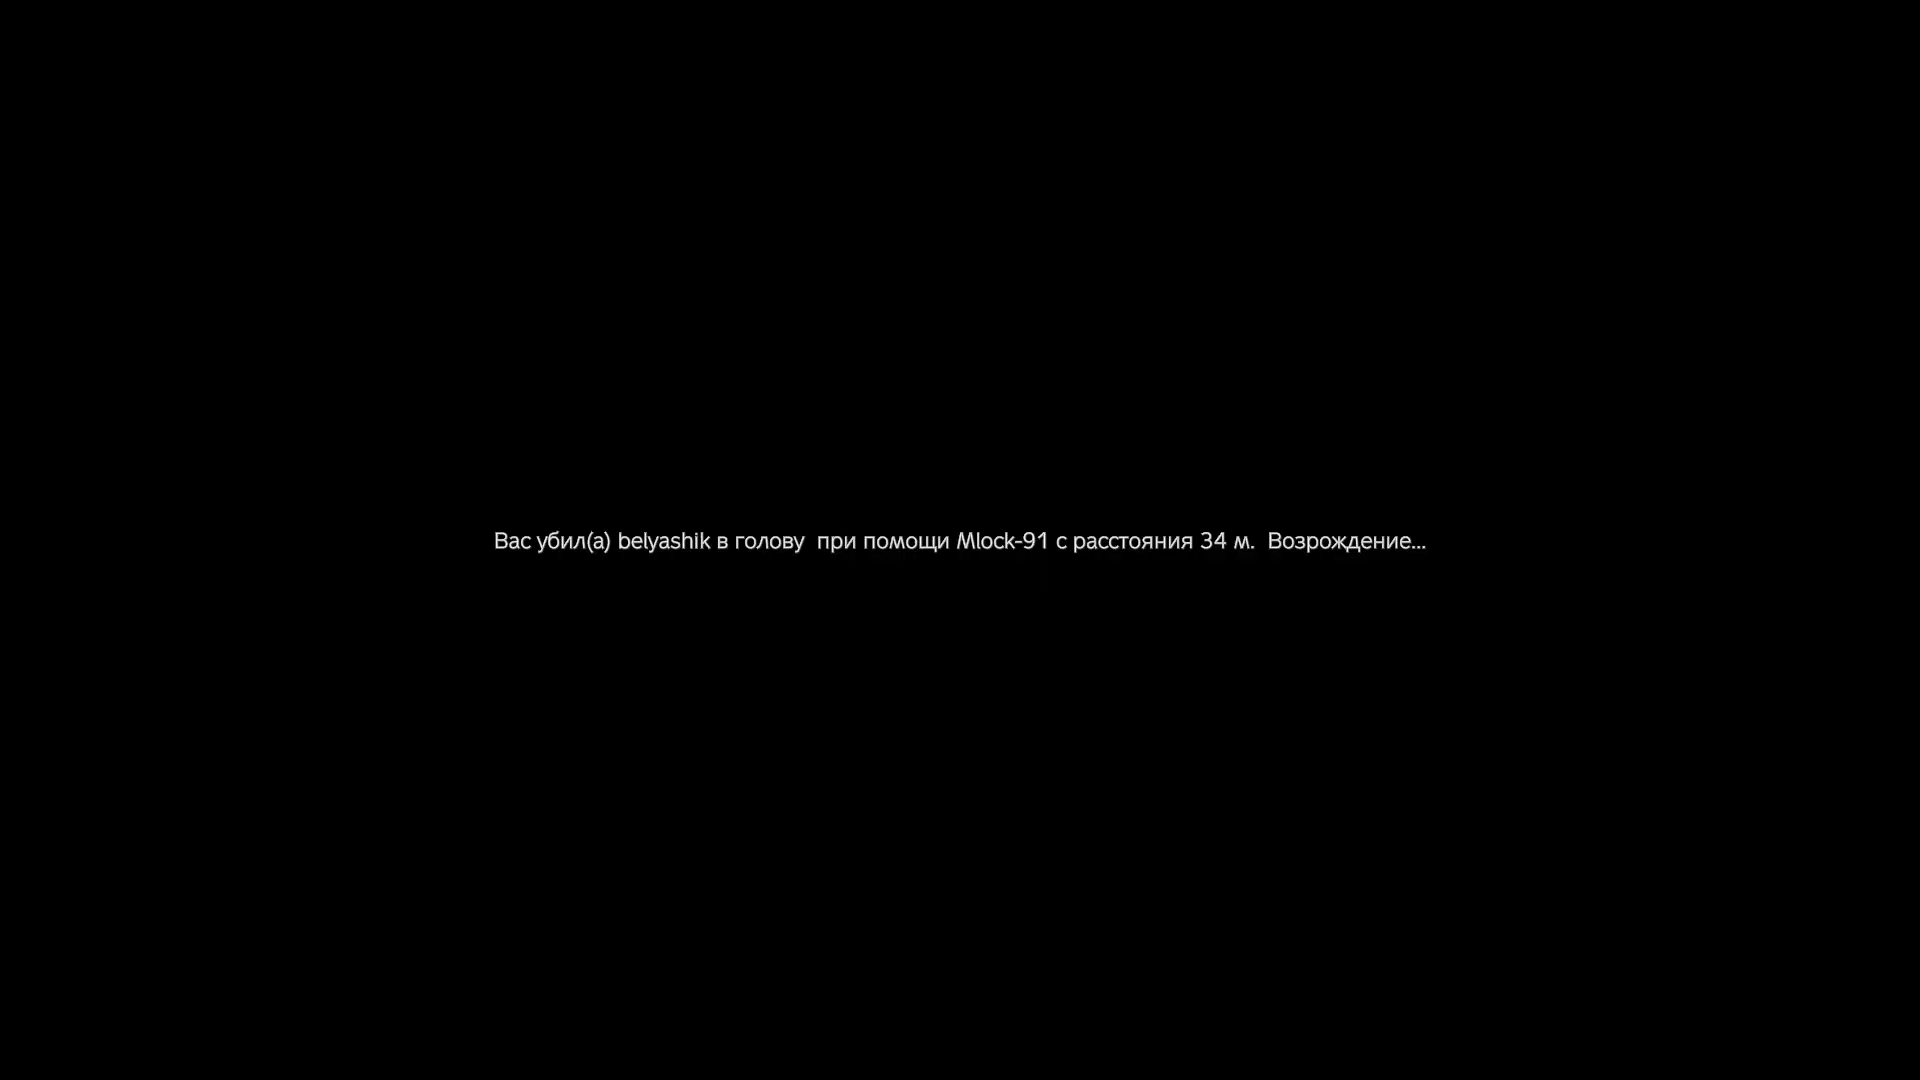 Вас убил(а) belyashik в голову  при помощи Mlock-91 с расстояния 34 м.  Возрождение...